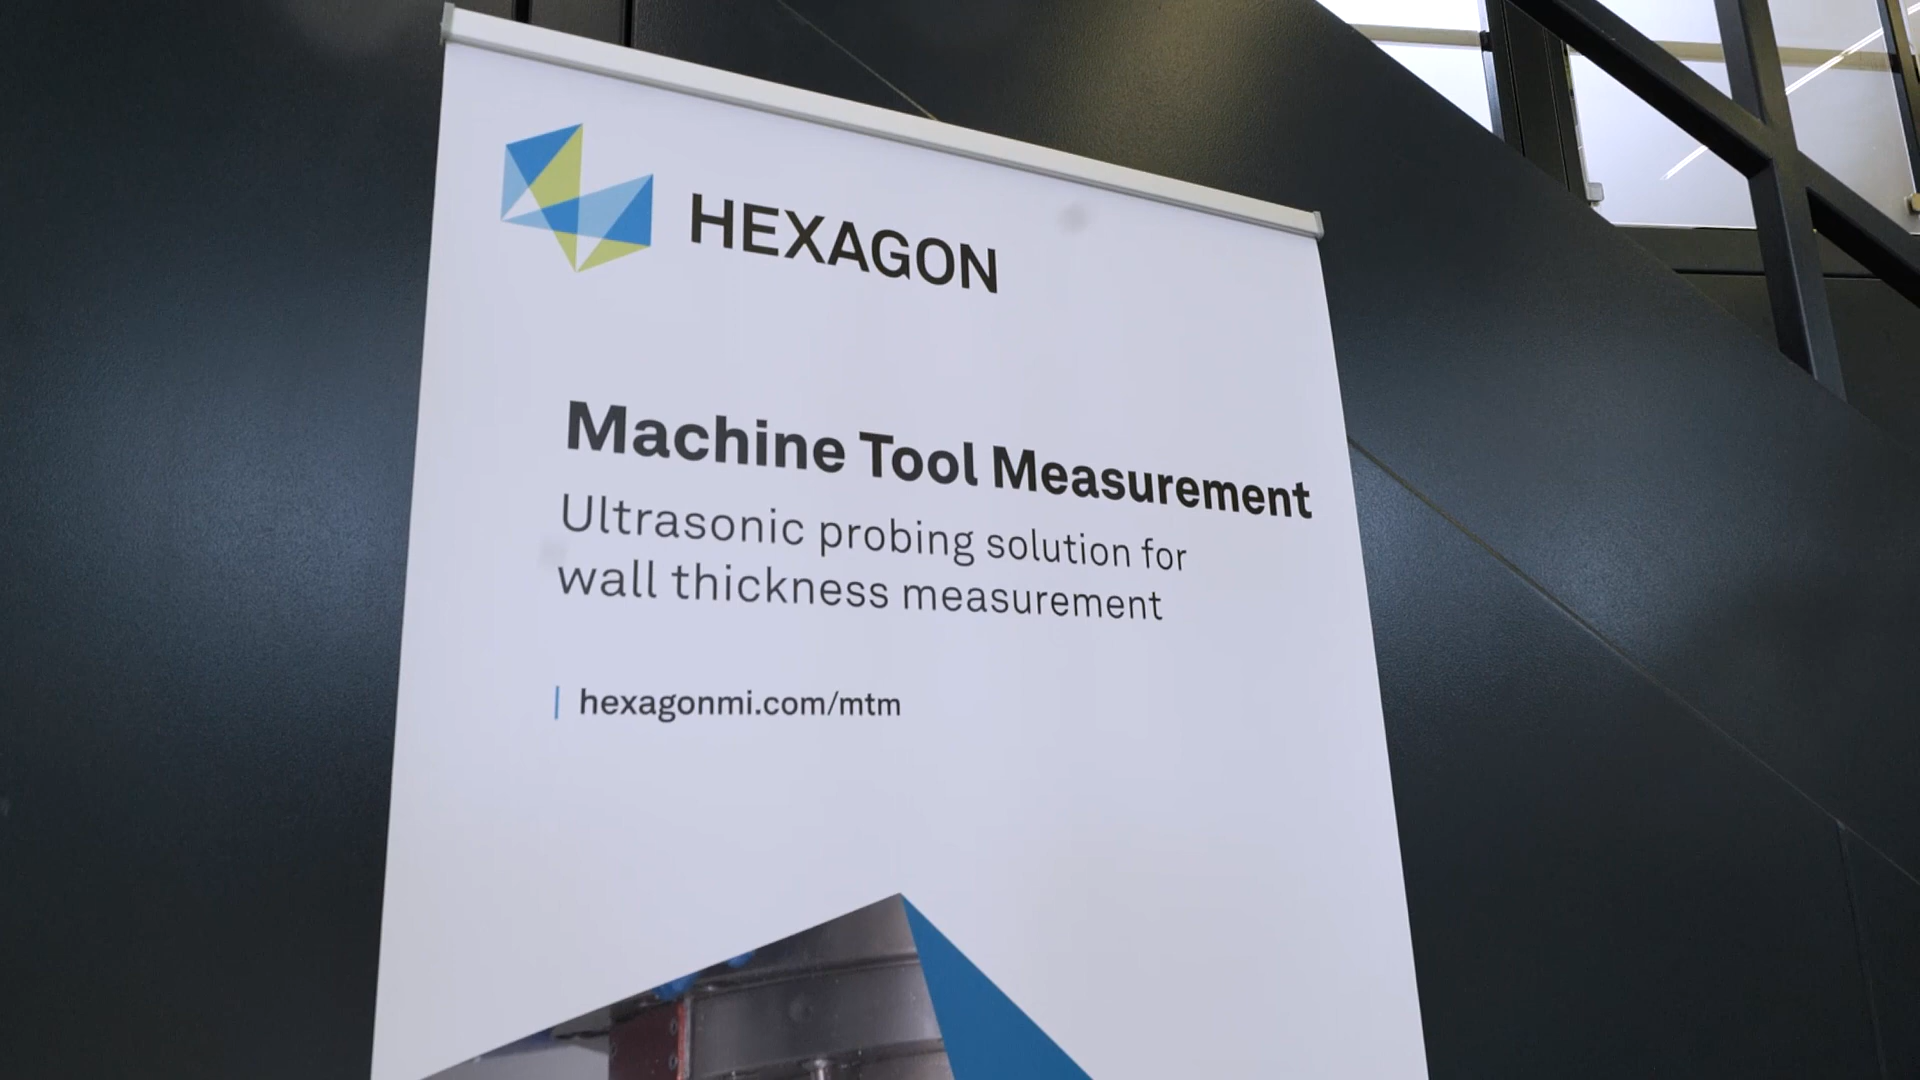 HEXAGON
Machine Tool Measurement
Ultrasonic probing solution for
wall thickness measurement
hexagonmi.com/mtm